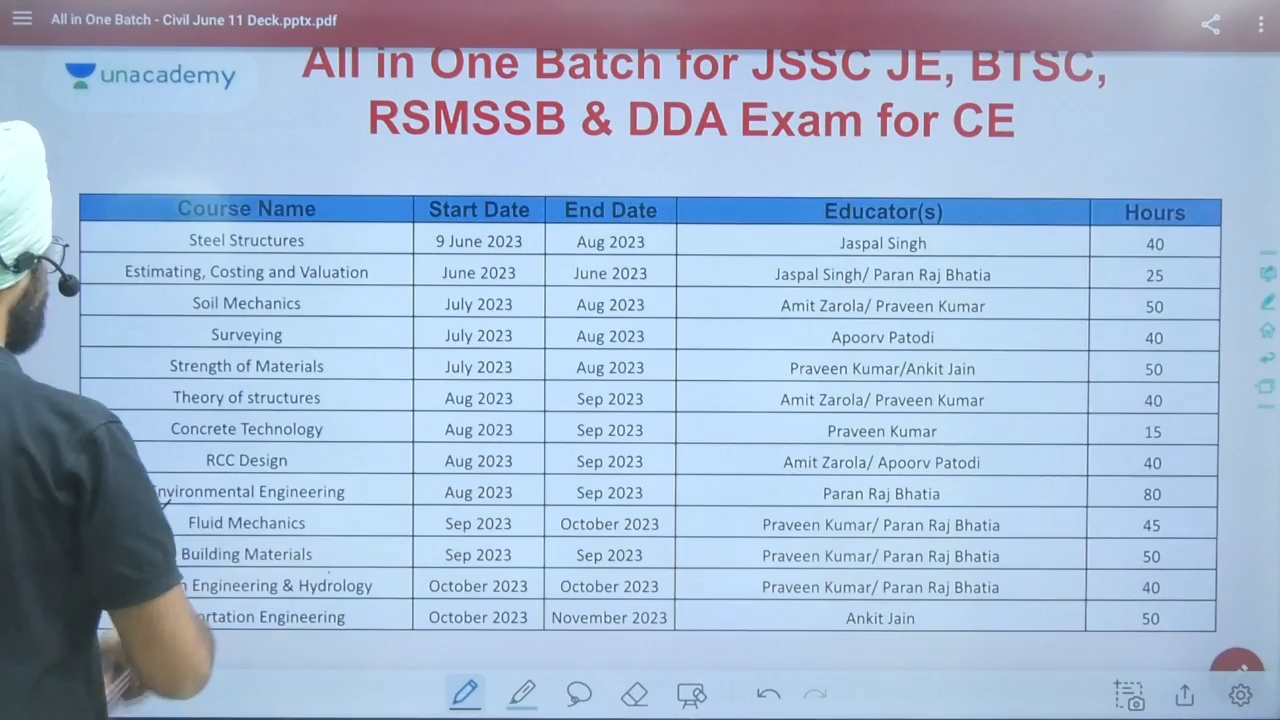 All in One Batch - Civil June 11 Deck.pptx.pdf
unacademy
All in One Batch for JSSC JE, BTSC,
RSMSSB & DDA Exam for CE
Course Name Start Date End Date Educator(s) Hours
Steel Structures 9 June 2023 Aug 2023 Jaspal Singh 40
Estimating, Costing and Valuation June 2023 June 2023 Jaspal Singh/ Paran Raj Bhatia 25
Soil Mechanics July 2023 Aug 2023 Amit Zarola/ Praveen Kumar 50
Surveying July 2023 Aug 2023 Apoorv Patodi 40
Strength of Materials July 2023 Aug 2023 Praveen Kumar/Ankit Jain 50
Theory of structures Aug 2023 Sep 2023 Amit Zarola/ Praveen Kumar 40
Concrete Technology Aug 2023 Sep 2023 Praveen Kumar 15
RCC Design Aug 2023 Sep 2023 Amit Zarola/ Apoorv Patodi 40
nvironmental Engineering Aug 2023 Sep 2023 Paran Raj Bhatia 80
Fluid Mechanics Sep 2023 October 2023 Praveen Kumar/ Paran Raj Bhatia 45
Building Materials Sep 2023 Sep 2023 Praveen Kumar/ Paran Raj Bhatia 50
Engineering & Hydrology October 2023 October 2023 Praveen Kumar/ Paran Raj Bhatia 40
rtation Engineering October 2023 November 2023 Ankit Jain 50